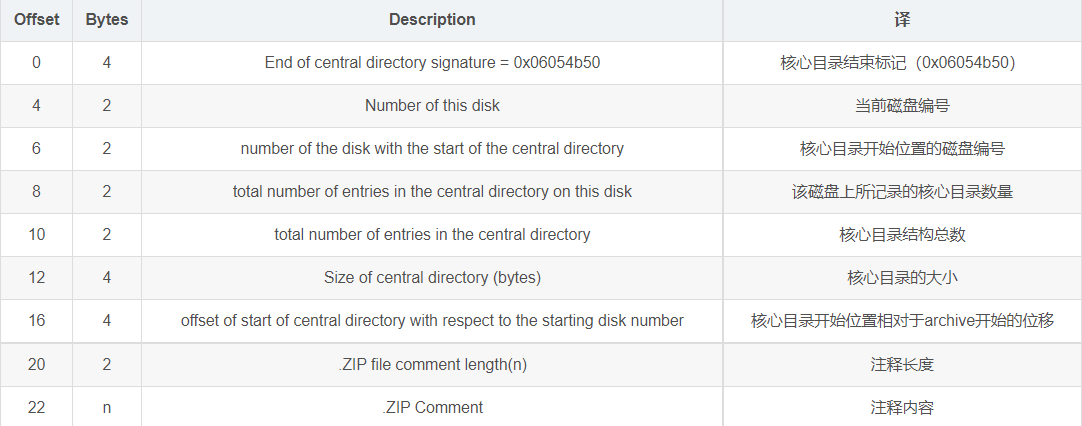 Offset Bytes Description 译
0 4 End of central directory signature = 0x06054b50 核心目录结束标记（0x06054b50）
4 2 Number of this disk 当前磁盘编号
6 2 number of the disk with the start of the central directory 核心目录开始位置的磁盘编号
8 2 total number of entries in the central directory on this disk 该磁盘上所记录的核心目录数量
10 2 total number of entries in the central directory 核心目录结构总数
12 4 Size of central directory (bytes) 核心目录的大小
16 4 offset of start of central directory with respect to the starting disk number 核心目录开始位置相对于archive开始的位移
20 2 .ZIP file comment length(n) 注释长度
22 n .ZIP Comment 注释内容